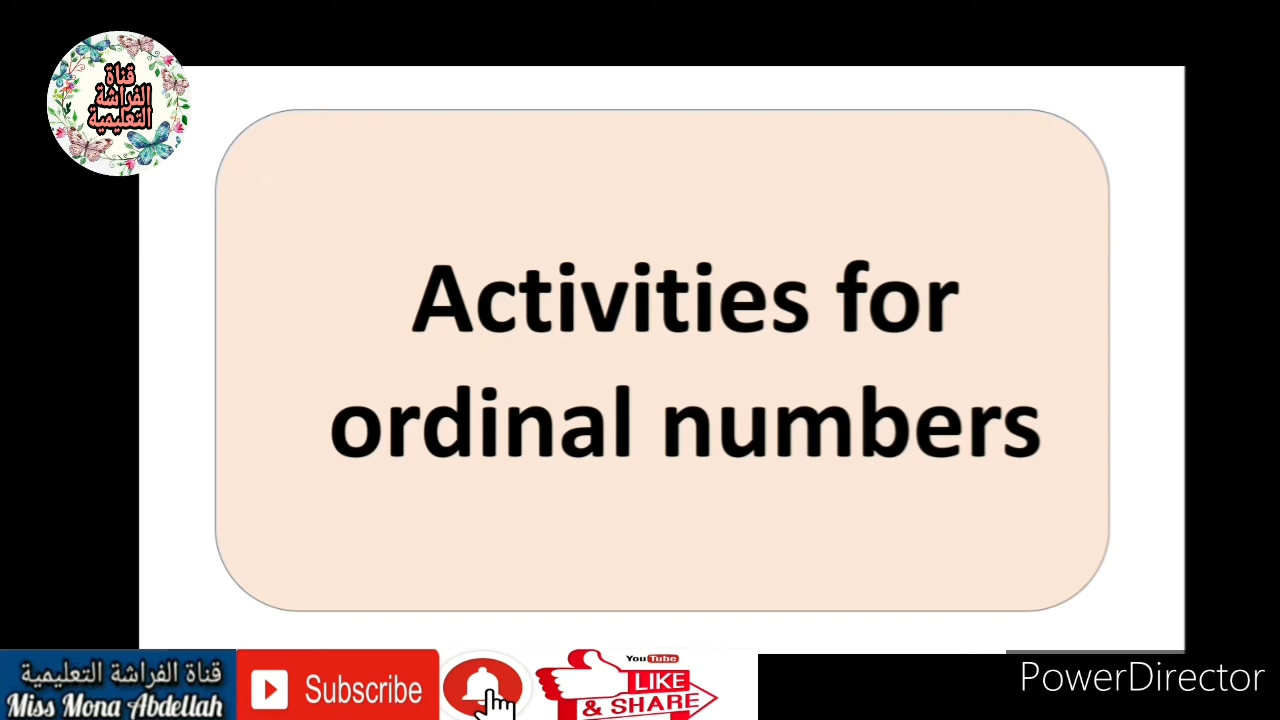 قناة
الفراشة
التعليمية
Activities for
ordinal numbers
قناة الفراشة التعليمية
Miss Mona Abdellah
Subscribe
YouTube
LIKE
& SHARE
PowerDirector